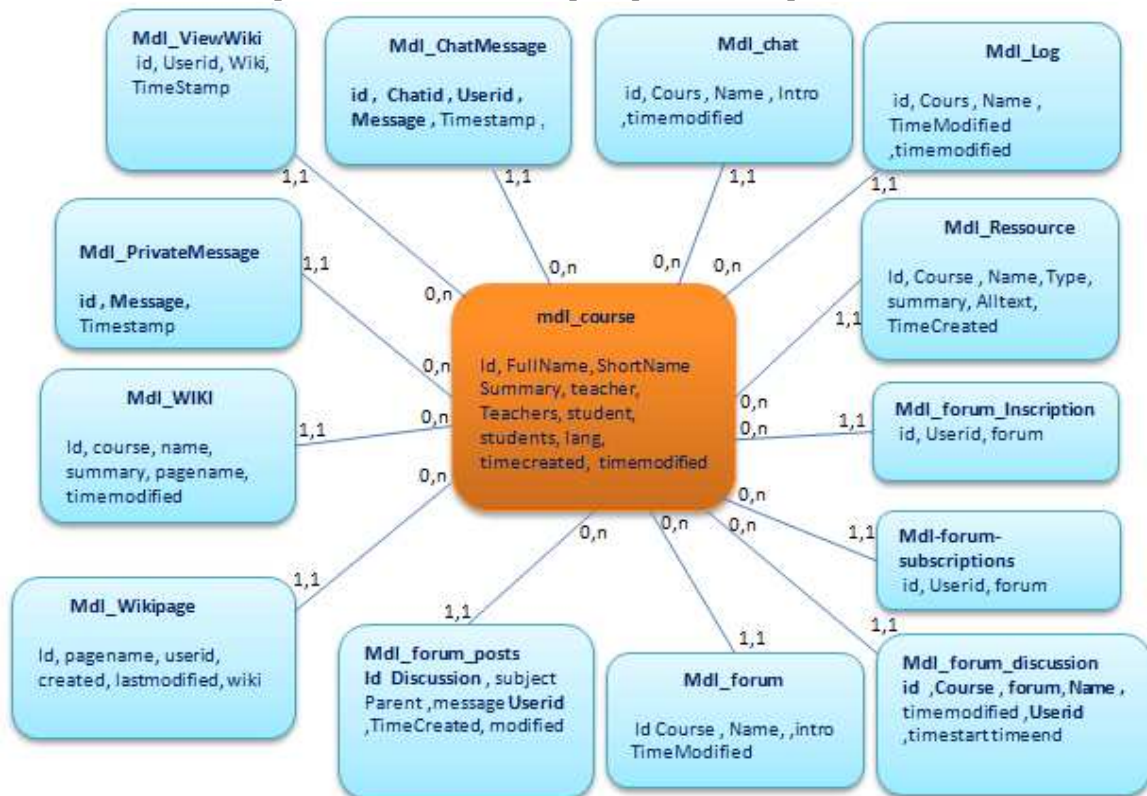 Mdl_ViewWiki
id, Userid, Wiki,
TimeStamp
Mdl_ChatMessage
id , Chatid , Userid ,
Message , Timestamp ,
Mdl_chat
id, Cours , Name , Intro
,timemodified
Mdl_Log
id, Cours , Name ,
TimeModified
,timemodified
1,1
1,1
1,1
1,1
Mdl_PrivateMessage
id , Message,
Timestamp
1,1
0,n
0,n
0,n
0,n
Mdl_Ressource
Id, Course , Name, Type,
summary, Alltext,
TimeCreated
1,1
mdl_course
Id, FullName, ShortName
Summary, teacher,
Teachers, student,
students, lang,
timecreated, timemodified
0,n
0,n
0,n
0,n
0,n
0,n
0,n
0,n
0,n
Mdl_WIKI
Id, course, name,
summary, pagename,
timemodified
1,1
Mdl_forum_Inscription
id, Userid, forum
1,1
Mdl-forum-
subscriptions
id, Userid, forum
1,1
Mdl_Wikipage
Id, pagename, userid,
created, lastmodified, wiki
1,1
Mdl_forum_posts
Id Discussion , subject
Parent ,message Userid
,TimeCreated, modified
1,1
Mdl_forum
Id Course , Name, ,intro
TimeModified
1,1
Mdl_forum_discussion
id ,Course , forum, Name ,
timemodified ,Userid
,timestart timeend
1,1